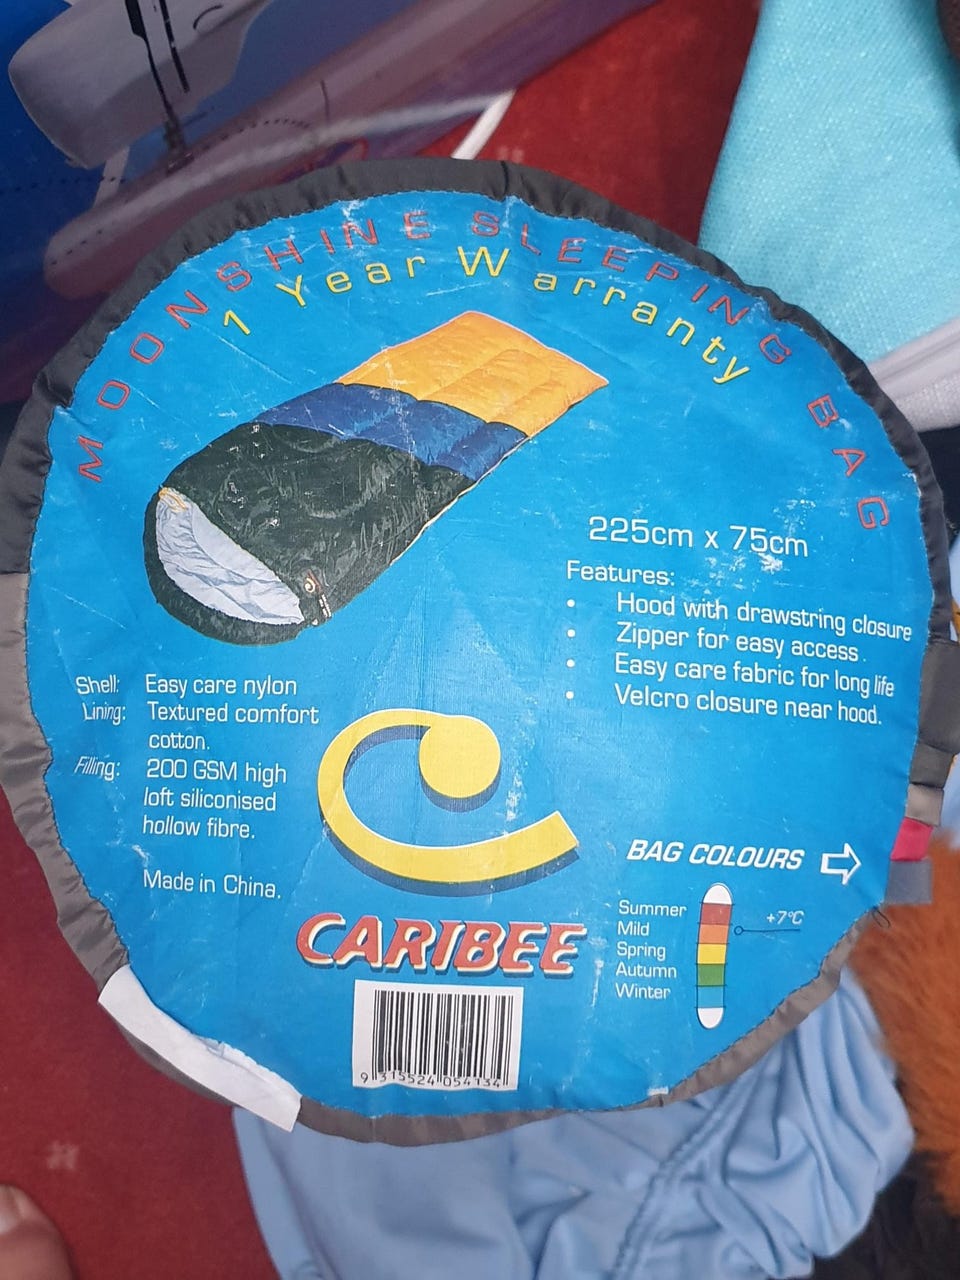 MOONSHINE SLEEPING BAG
1 Year Warranty
225cm x 75cm
Features:
• Hood with drawstring closure
• Zipper for easy access.
• Easy care fabric for long life
• Velcro closure near hood.
Shell: Easy care nylon
Lining: Textured comfort
cotton.
Filling: 200 GSM high
loft siliconised
hollow fibre.
Made in China.
CARIBEE
BAG COLOURS
Summer
Mild
Spring
Autumn
Winter
+7°C
9 315524 054134